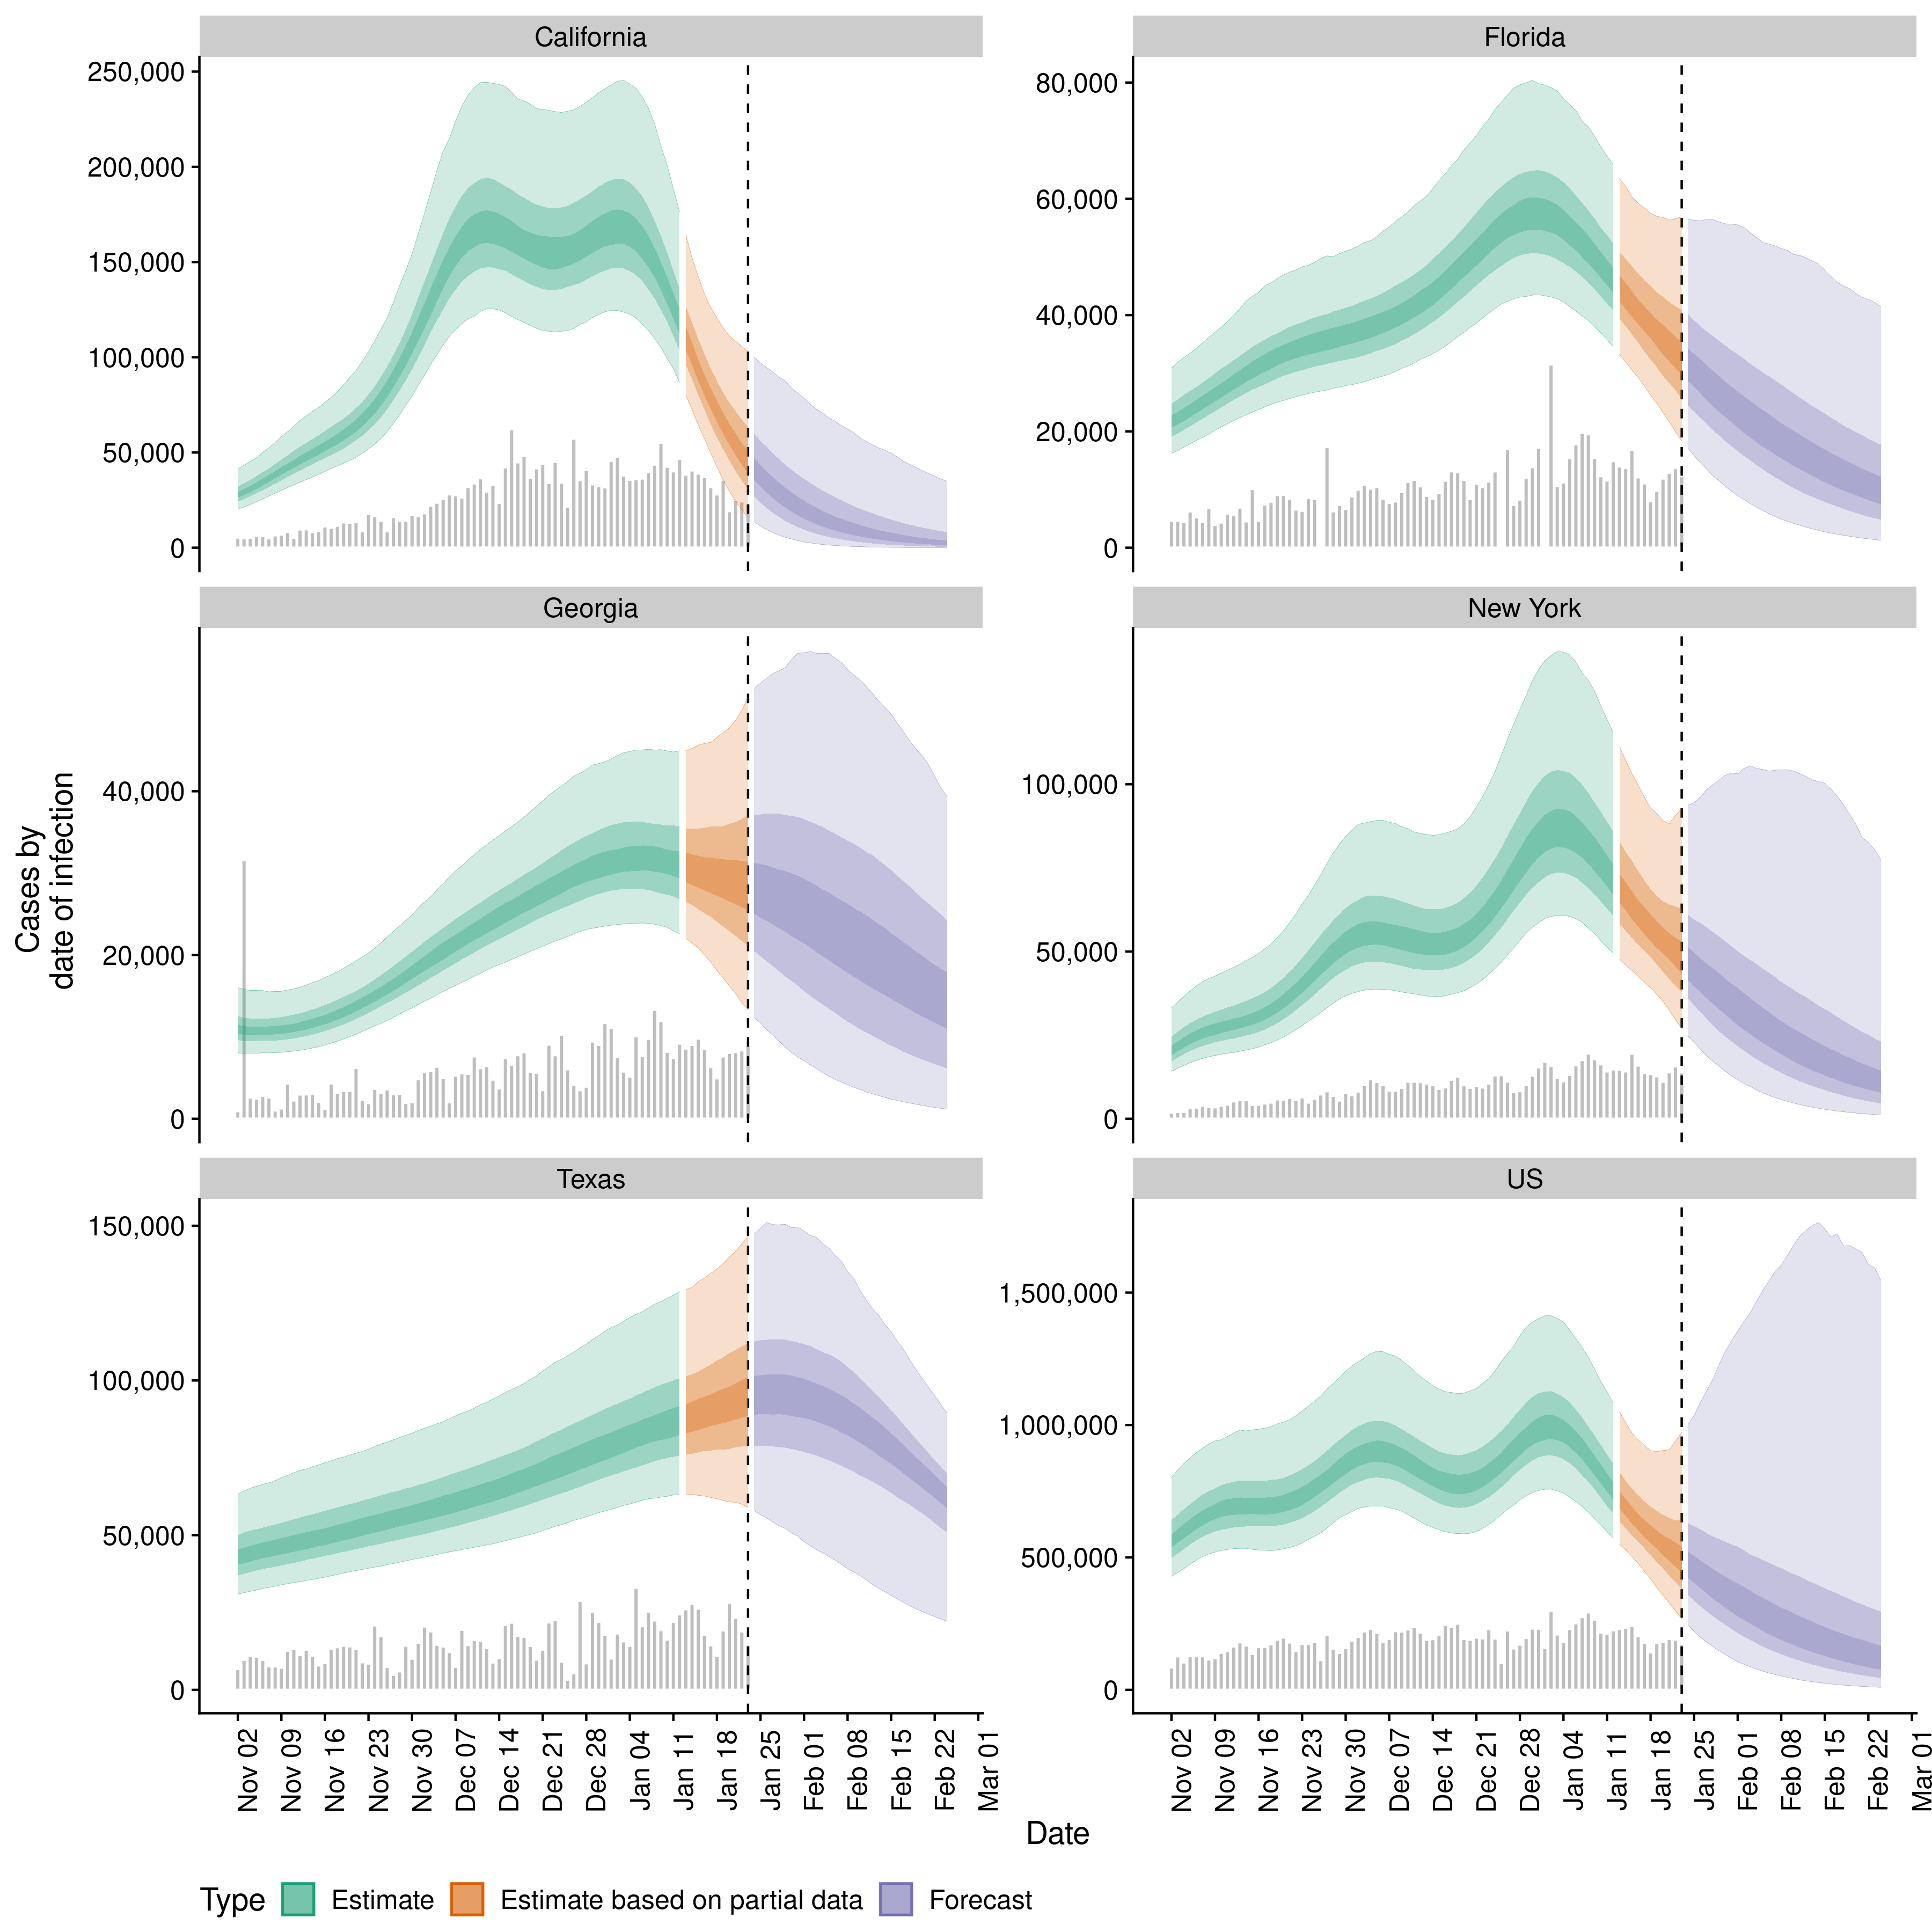 California
Florida
250,000
200,000
150,000
100,000
50,000
0
80,000
60,000
40,000
20,000
0
Georgia
New York
Cases by
date of infection
40,000
20,000
0
100,000
50,000
0
Texas
US
150,000
100,000
50,000
0
1,500,000
1,000,000
500,000
0
Nov 02
Nov 09
Nov 16
Nov 23
Nov 30
Dec 07
Dec 14
Dec 21
Dec 28
Jan 04
Jan 11
Jan 18
Jan 25
Feb 01
Feb 08
Feb 15
Feb 22
Mar 01
Nov 02
Nov 09
Nov 16
Nov 23
Nov 30
Dec 07
Dec 14
Dec 21
Dec 28
Jan 04
Jan 11
Jan 18
Jan 25
Feb 01
Feb 08
Feb 15
Feb 22
Mar 01
Date
Type Estimate Estimate based on partial data Forecast